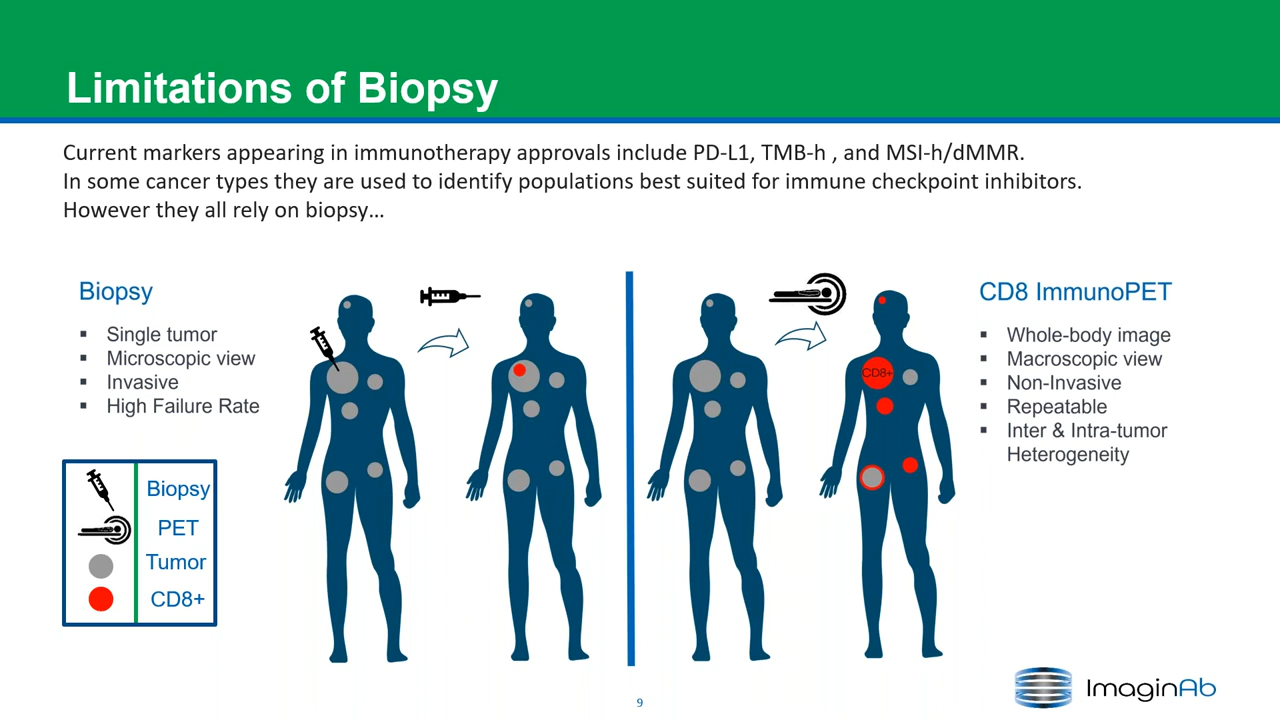 Limitations of Biopsy
Current markers appearing in immunotherapy approvals include PD-L1, TMB-h , and MSI-h/dMMR.
In some cancer types they are used to identify populations best suited for immune checkpoint inhibitors.
However they all rely on biopsy…
Biopsy
▪ Single tumor
▪ Microscopic view
▪ Invasive
▪ High Failure Rate
Biopsy
PET
Tumor
CD8+
CD8+
CD8 ImmunoPET
▪ Whole-body image
▪ Macroscopic view
▪ Non-Invasive
▪ Repeatable
▪ Inter & Intra-tumor
Heterogeneity
9
ImaginAb